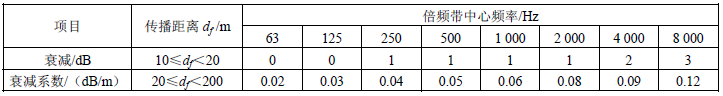 项目 传播距离 df /m 倍频带中心频率/Hz
63 125 250 500 1 000 2 000 4 000 8 000
衰减/dB 10≤df<20 0 0 1 1 1 1 2 3
衰减系数/（dB/m） 20≤df<200 0.02 0.03 0.04 0.05 0.06 0.08 0.09 0.12